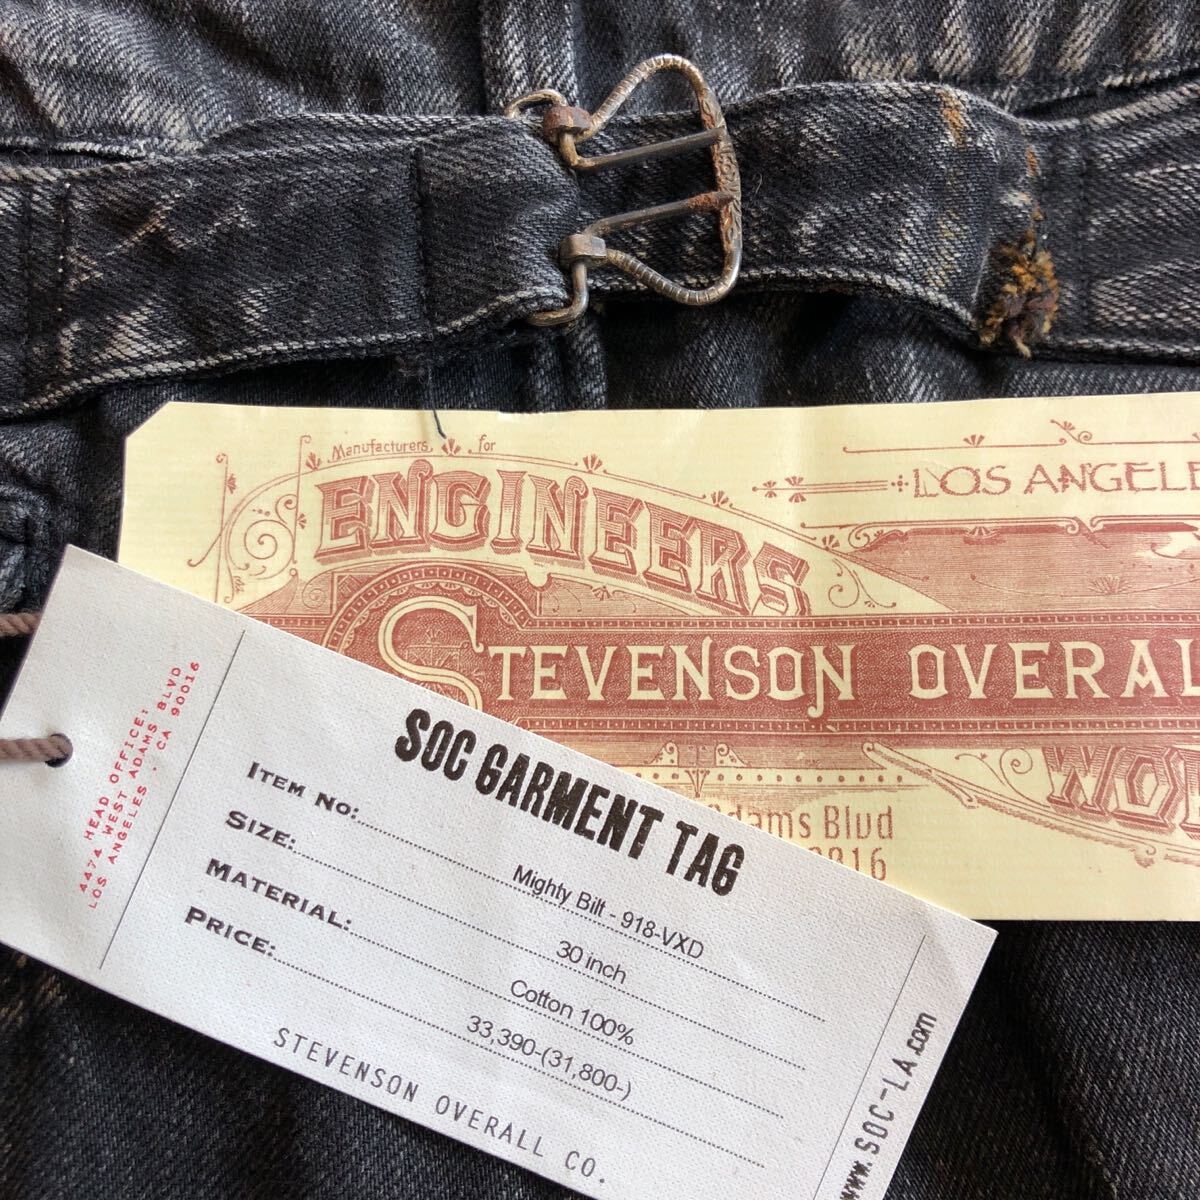 Manufacturers for
ENGINEERS
LOS ANGELE
STEVENSON OVERAL
WO
dams Blvd
SOC GARMENT TAG
ITEM NO: Mighty Bilt - 918-VXD
SIZE: 30 inch
MATERIAL: Cotton 100%
PRICE: 33,390-(31,800-)
STEVENSON OVERALL CO.
4474 HEAD OFFICE:
WEST ADAMS BLVD
LOS ANGELES, CA 90016
www.SOC-LA.com